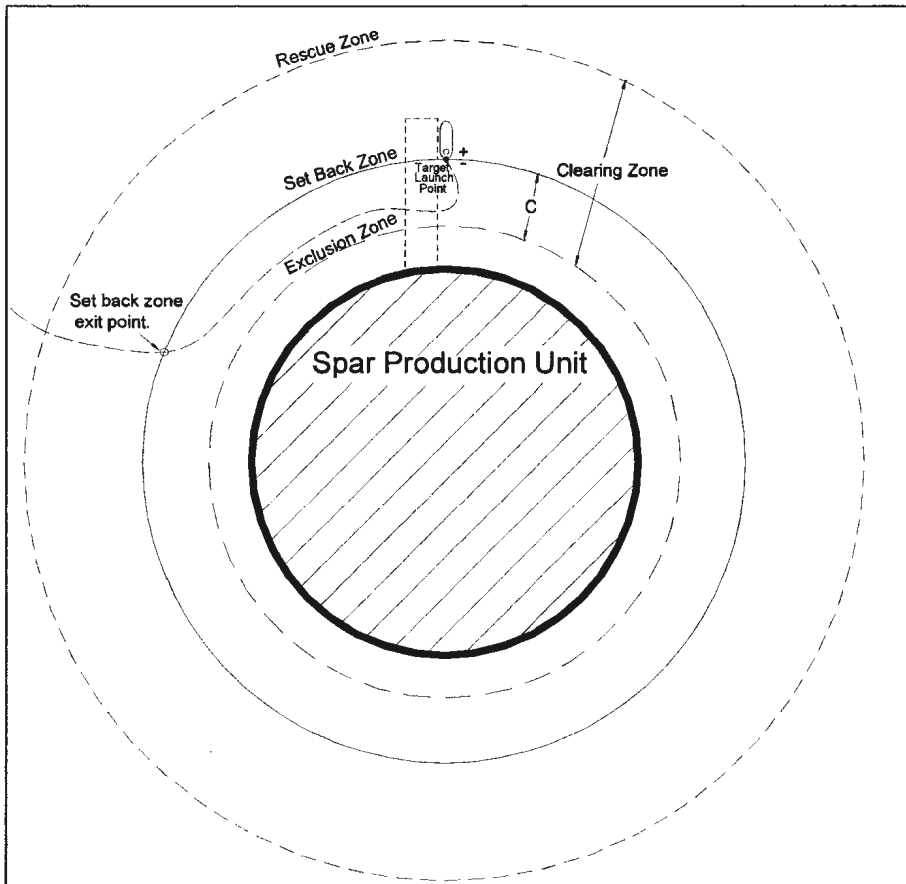 Rescue Zone
Set Back Zone
+
-
Target
Launch
Point
Clearing Zone
C
Exclusion Zone
Set back zone
exit point.
Spar Production Unit